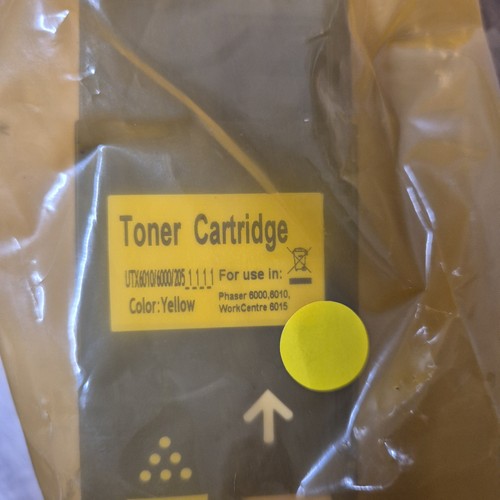 Toner Cartridge
UTX6010/6000/205_1_1_1_1 For use in:
Color:Yellow
Phaser 6000,6010,
WorkCentre 6015